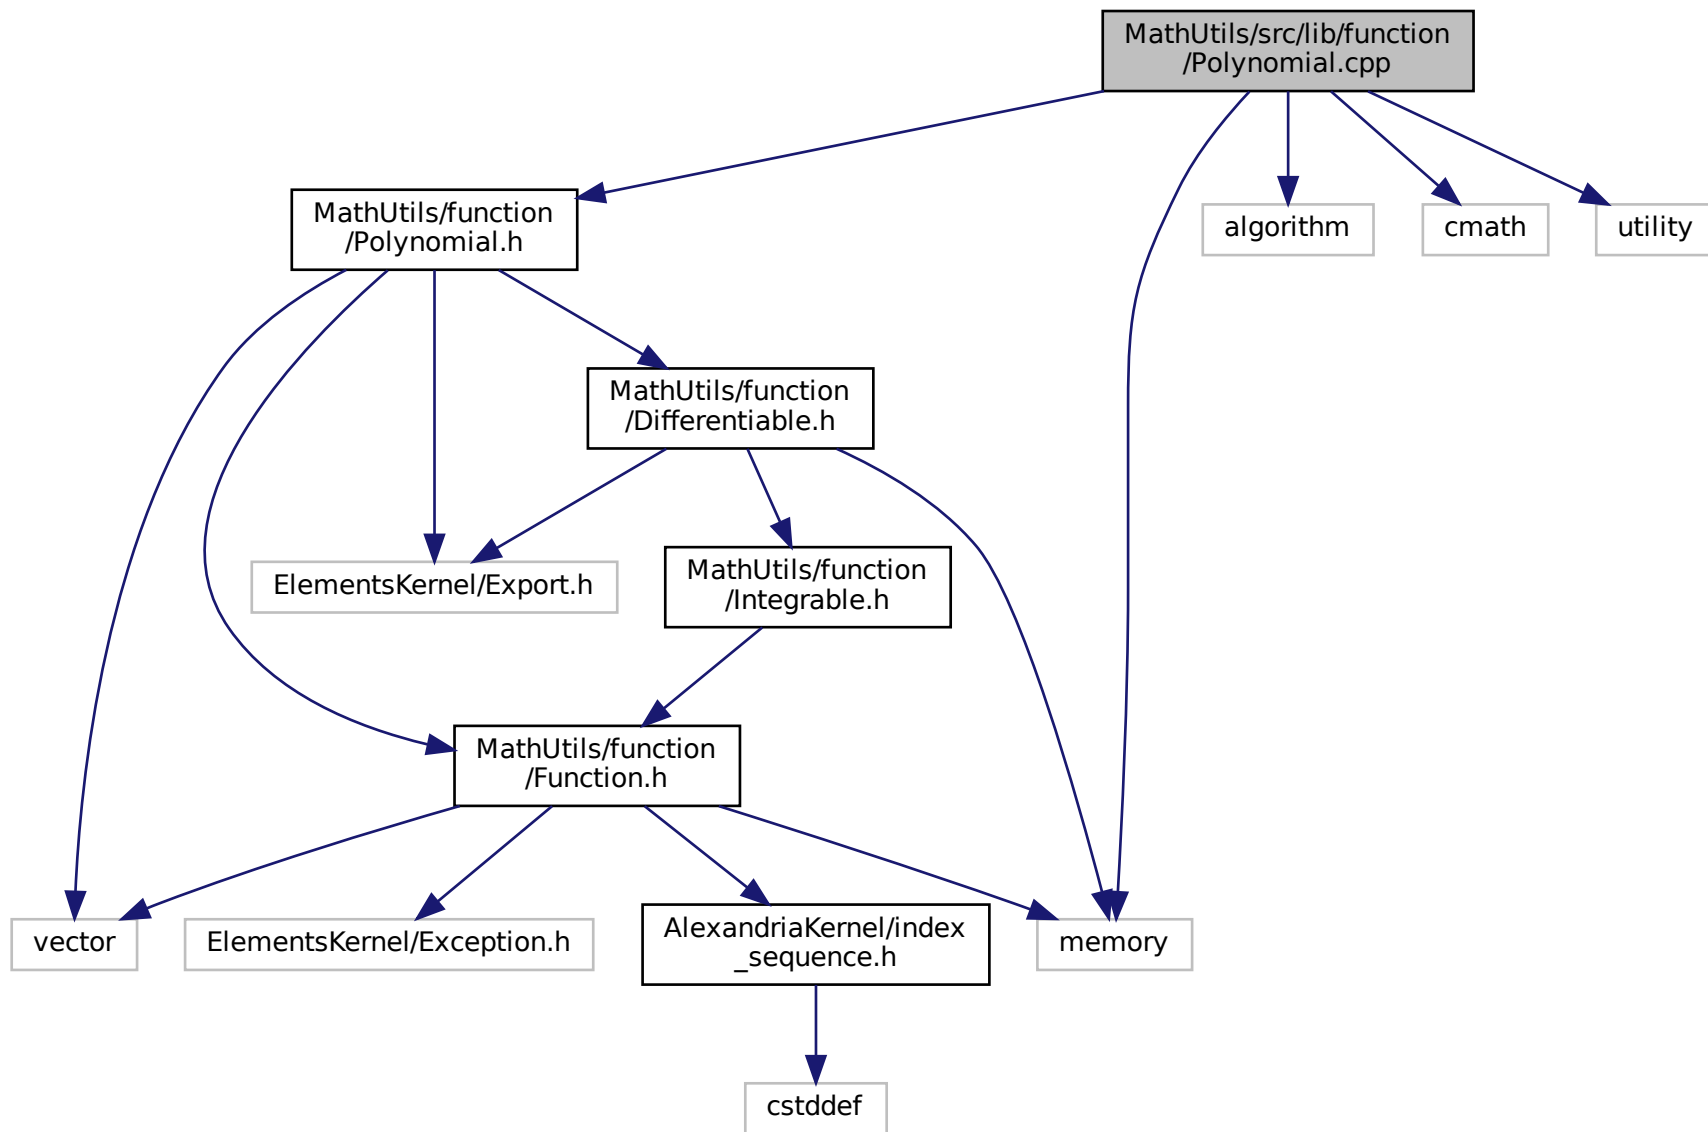 MathUtils/src/lib/function
/Polynomial.cpp
MathUtils/function
/Polynomial.h
algorithm
cmath
utility
MathUtils/function
/Differentiable.h
ElementsKernel/Export.h
MathUtils/function
/Integrable.h
MathUtils/function
/Function.h
vector
ElementsKernel/Exception.h
AlexandriaKernel/index
_sequence.h
memory
cstddef